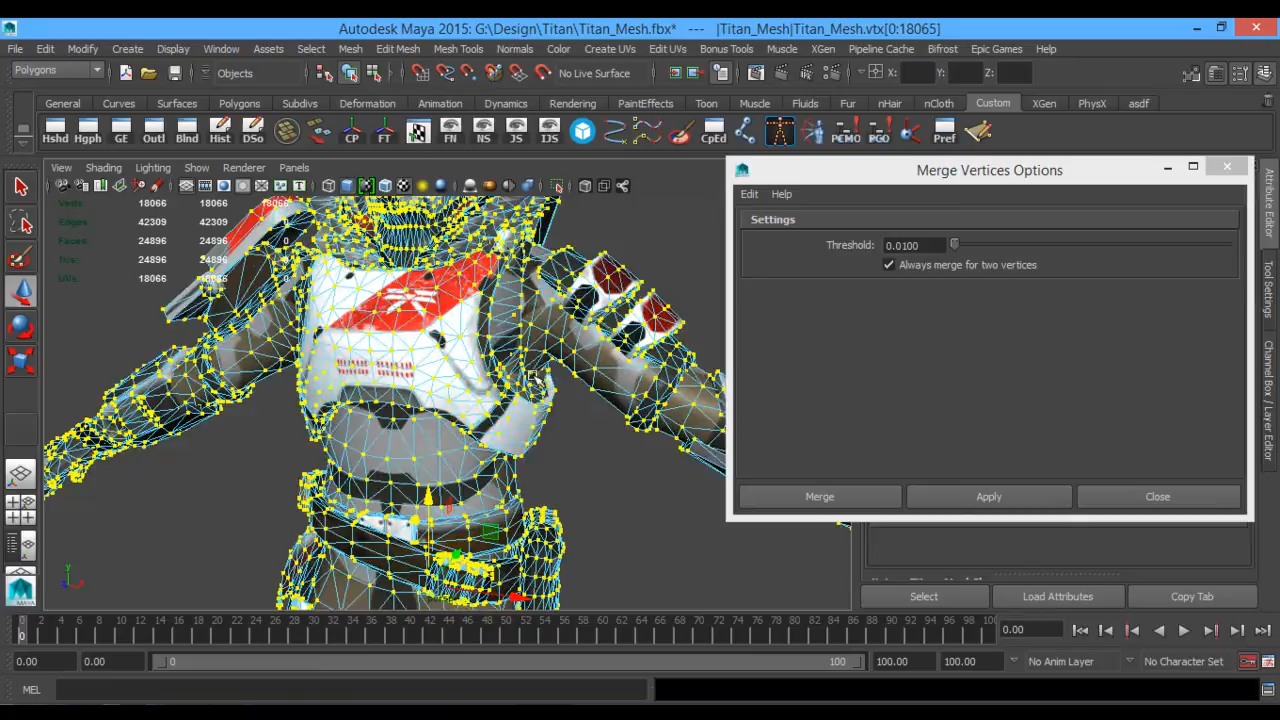 Autodesk Maya 2015: G:\Design\Titan\Titan_Mesh.fbx* --- |Titan_Mesh|Titan_Mesh.vtx[0:18065]
File Edit Modify Create Display Window Assets Select Mesh Edit Mesh Mesh Tools Normals Color Create UVs Edit UVs Bonus Tools Muscle XGen Pipeline Cache Bifrost Epic Games Help
Polygons Objects No Live Surface X: Y: Z:
General Curves Surfaces Polygons Subdivs Deformation Animation Dynamics Rendering PaintEffects Toon Muscle Fluids Fur nHair nCloth Custom XGen PhysX asdf
Hshd Hgph GE Outl Blnd Hist DSo CP FT FN NS JS IJS CpEd PEMO PGO Pref
View Shading Lighting Show Renderer Panels
Verts: 18066 18066 18066
Edges: 42309 42309 0
Faces: 24896 24896 0
Tris: 24896 24896 0
UVs: 18066 18066 0
Merge Vertices Options
Edit Help
Settings
Threshold: 0.0100
Always merge for two vertices
Merge Apply Close
Attribute Editor
Tool Settings
Channel Box / Layer Editor
Select Load Attributes Copy Tab
y
0 2 4 6 8 10 12 14 16 18 20 22 24 26 28 30 32 34 36 38 40 42 44 46 48 50 52 54 56 58 60 62 64 66 68 70 72 74 76 78 80 82 84 86 88 90 92 94 96 98 100
0 0.00
0.00 0.00 0 100 100.00 100.00 No Anim Layer No Character Set
MEL